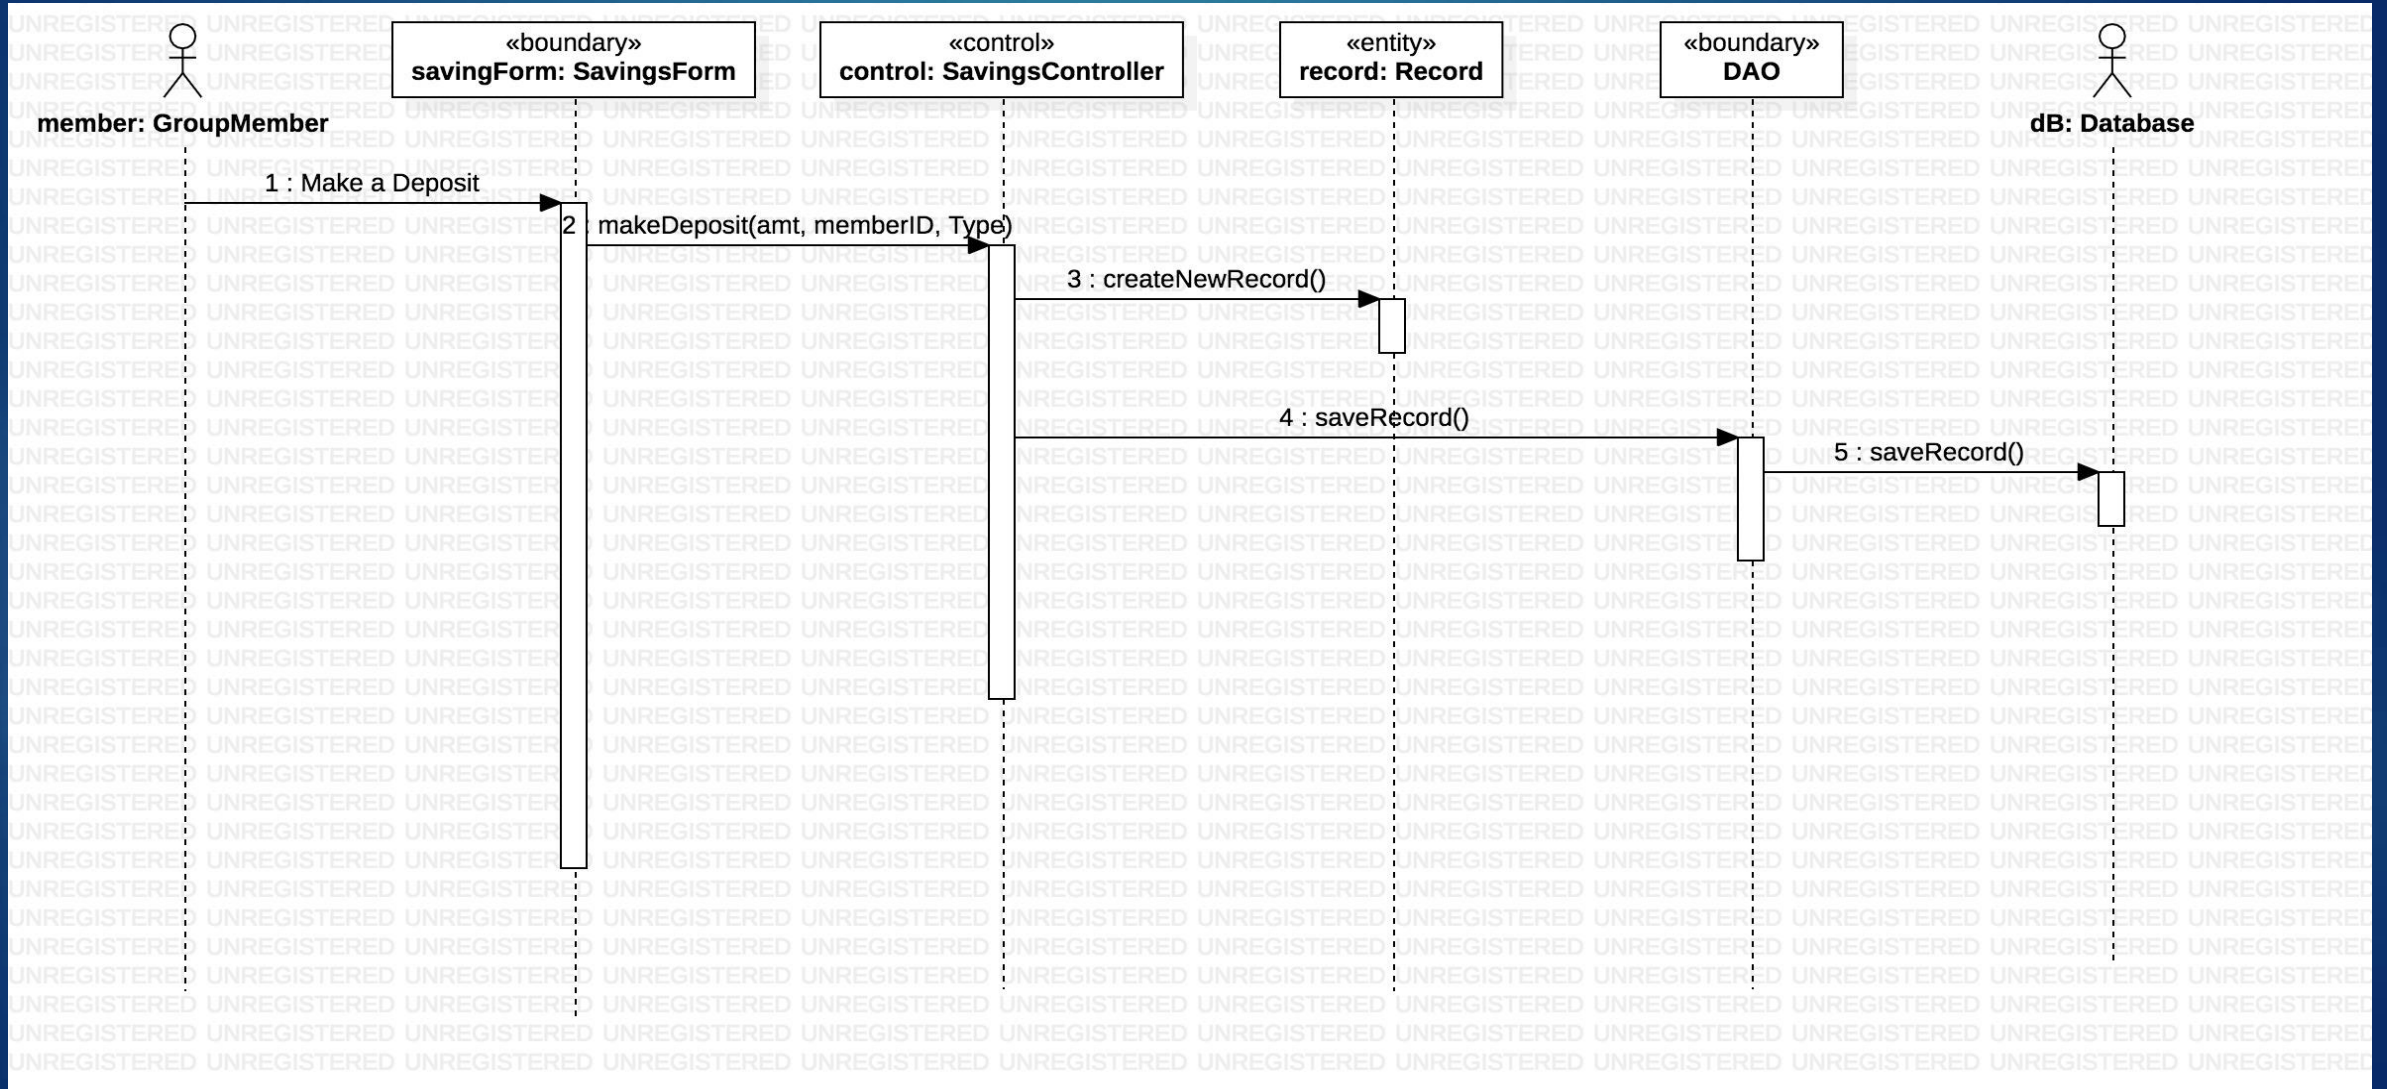 «boundary»
savingForm: SavingsForm
«control»
control: SavingsController
«entity»
record: Record
«boundary»
DAO
member: GroupMember
dB: Database
1 : Make a Deposit
2 : makeDeposit(amt, memberID, Type)
3 : createNewRecord()
4 : saveRecord()
5 : saveRecord()
UNREGISTERED